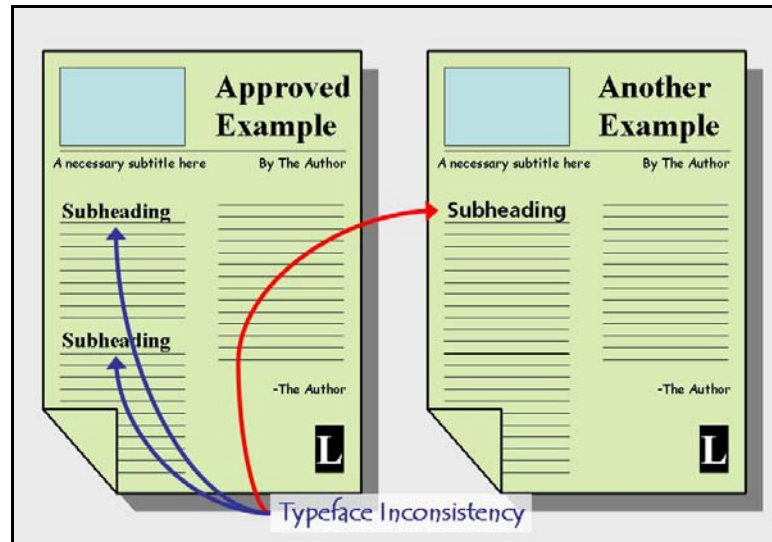 Approved
Example
A necessary subtitle here
By The Author
Subheading
Subheading
-The Author
L
Another
Example
A necessary subtitle here
By The Author
Subheading
-The Author
L
Typeface Inconsistency